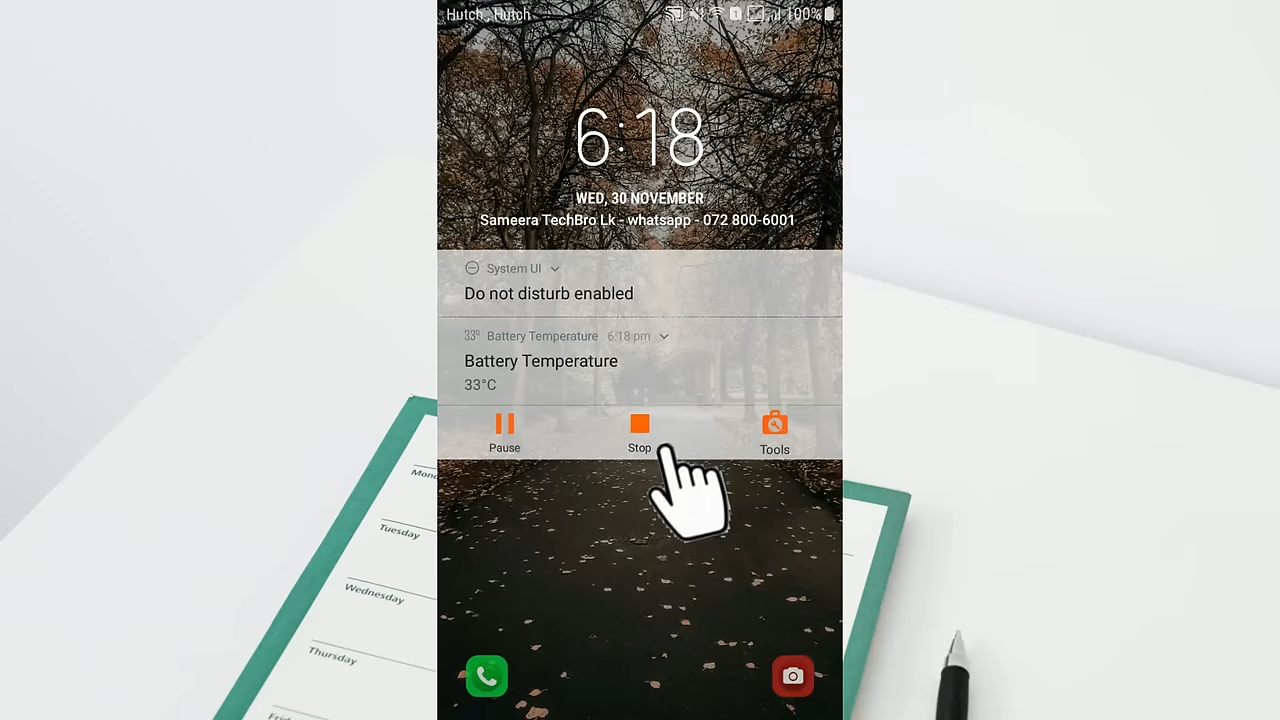 Hutch, Hutch
1
100%
6:18
WED, 30 NOVEMBER
Sameera TechBro Lk - whatsapp - 072 800-6001
System UI
Do not disturb enabled
33° Battery Temperature 6:18 pm
Battery Temperature
33°C
Pause
Stop
Tools
Tuesday
Wednesday
Thursday